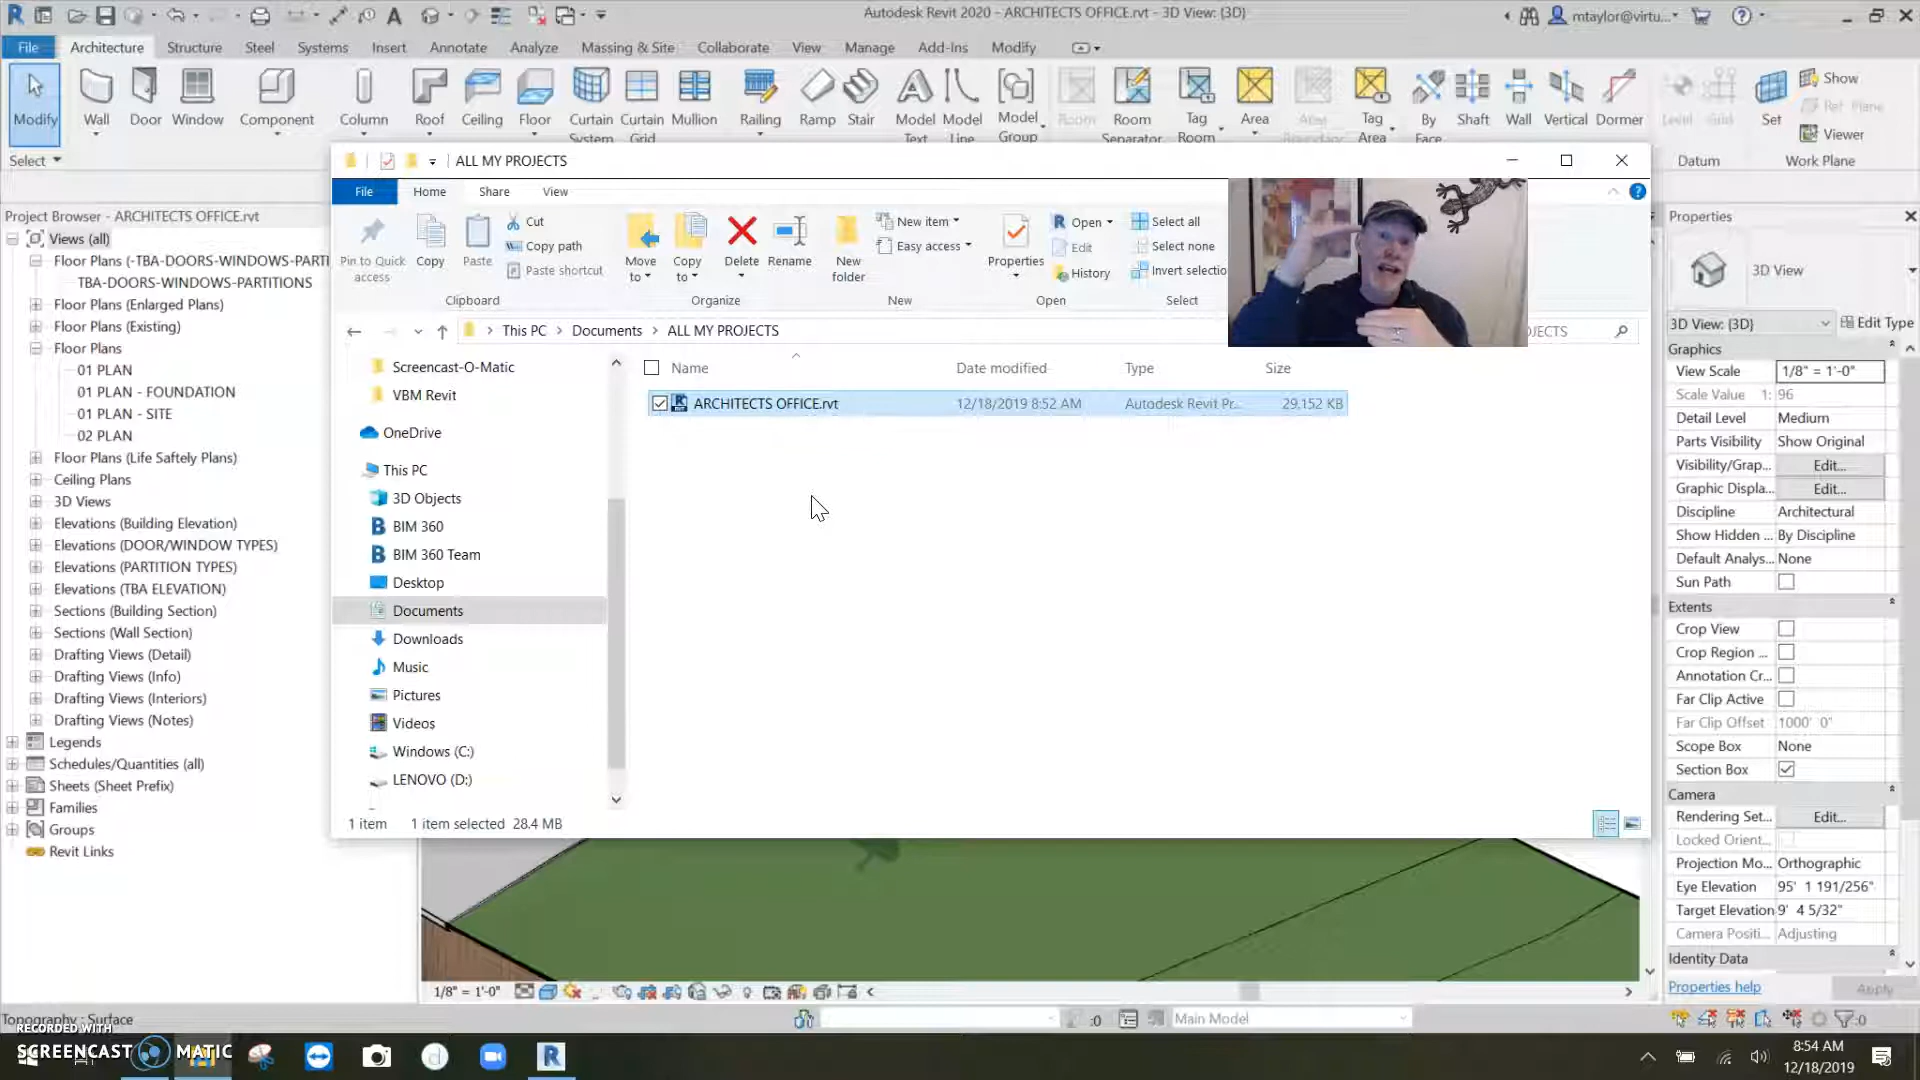 Autodesk Revit 2020 - ARCHITECTS OFFICE.rvt - 3D View: {3D}
mtaylor@virtu...
File Architecture Structure Steel Systems Insert Annotate Analyze Massing & Site Collaborate View Manage Add-Ins Modify
Modify Wall Door Window Component Column Roof Ceiling Floor Curtain System Curtain Grid Mullion Railing Ramp Stair Model Text Model Line Model Group Room Room Separator Tag Room Area Area Boundary Tag Area By Face Shaft Wall Vertical Dormer Level Grid Set
Show
Ref Plane
Viewer
Select
Datum
Work Plane
Project Browser - ARCHITECTS OFFICE.rvt
Views (all)
Floor Plans (-TBA-DOORS-WINDOWS-PARTI
TBA-DOORS-WINDOWS-PARTITIONS
Floor Plans (Enlarged Plans)
Floor Plans (Existing)
Floor Plans
01 PLAN
01 PLAN - FOUNDATION
01 PLAN - SITE
02 PLAN
Floor Plans (Life Saftely Plans)
Ceiling Plans
3D Views
Elevations (Building Elevation)
Elevations (DOOR/WINDOW TYPES)
Elevations (PARTITION TYPES)
Elevations (TBA ELEVATION)
Sections (Building Section)
Sections (Wall Section)
Drafting Views (Detail)
Drafting Views (Info)
Drafting Views (Interiors)
Drafting Views (Notes)
Legends
Schedules/Quantities (all)
Sheets (Sheet Prefix)
Families
Groups
Revit Links
ALL MY PROJECTS
File Home Share View
Pin to Quick access
Copy
Paste
Cut
Copy path
Paste shortcut
Clipboard
Move to
Copy to
Delete
Rename
Organize
New folder
New item
Easy access
New
Properties
Open
Edit
History
Open
Select all
Select none
Invert selectio
Select
This PC > Documents > ALL MY PROJECTS
JECTS
Screencast-O-Matic
VBM Revit
OneDrive
This PC
3D Objects
BIM 360
BIM 360 Team
Desktop
Documents
Downloads
Music
Pictures
Videos
Windows (C:)
LENOVO (D:)
Name Date modified Type Size
ARCHITECTS OFFICE.rvt 12/18/2019 8:52 AM Autodesk Revit Pr... 29,152 KB
1 item 1 item selected 28.4 MB
Properties
3D View
3D View: {3D} Edit Type
Graphics
View Scale 1/8" = 1'-0"
Scale Value 1: 96
Detail Level Medium
Parts Visibility Show Original
Visibility/Grap... Edit...
Graphic Displa... Edit...
Discipline Architectural
Show Hidden ... By Discipline
Default Analys... None
Sun Path
Extents
Crop View
Crop Region ...
Annotation Cr...
Far Clip Active
Far Clip Offset 1000' 0"
Scope Box None
Section Box
Camera
Rendering Set... Edit...
Locked Orient...
Projection Mo... Orthographic
Eye Elevation 95' 1 191/256"
Target Elevation 9' 4 5/32"
Camera Positi... Adjusting
Identity Data
Properties help Apply
1/8" = 1'-0"
Topography : Surface
:0
Main Model
:0
RECORDED WITH
SCREENCAST MATIC
8:54 AM
12/18/2019